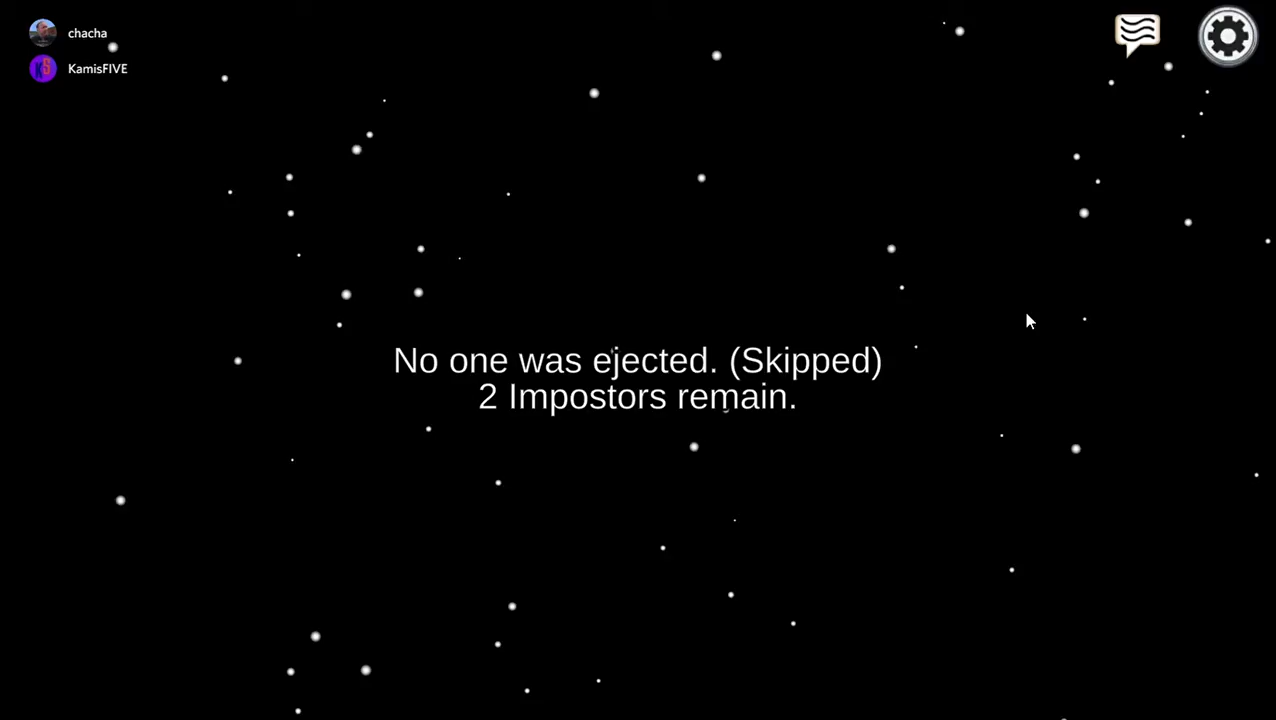 chacha
KamisFIVE
No one was ejected. (Skipped)
2 Impostors remain.